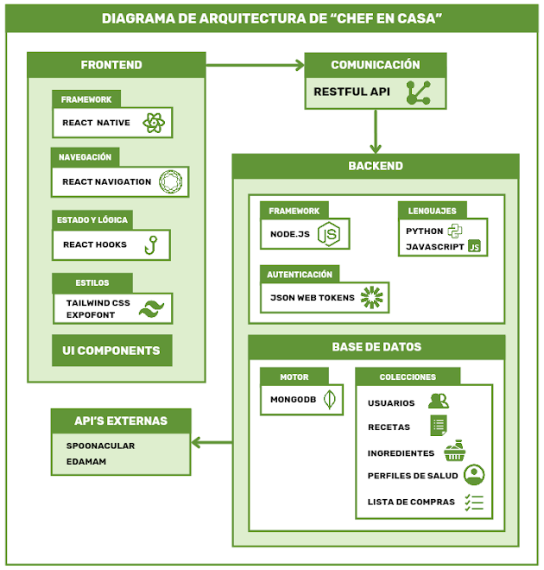 DIAGRAMA DE ARQUITECTURA DE “CHEF EN CASA”
FRONTEND
FRAMEWORK
REACT NATIVE
NAVEGACIÓN
REACT NAVIGATION
ESTADO Y LÓGICA
REACT HOOKS
ESTILOS
TAILWIND CSS
EXPOFONT
UI COMPONENTS
COMUNICACIÓN
RESTFUL API
BACKEND
FRAMEWORK
NODE.JS
JS
LENGUAJES
PYTHON
JAVASCRIPT
JS
AUTENTICACIÓN
JSON WEB TOKENS
BASE DE DATOS
MOTOR
MONGODB
COLECCIONES
USUARIOS
RECETAS
INGREDIENTES
PERFILES DE SALUD
LISTA DE COMPRAS
API’S EXTERNAS
SPOONACULAR
EDAMAM